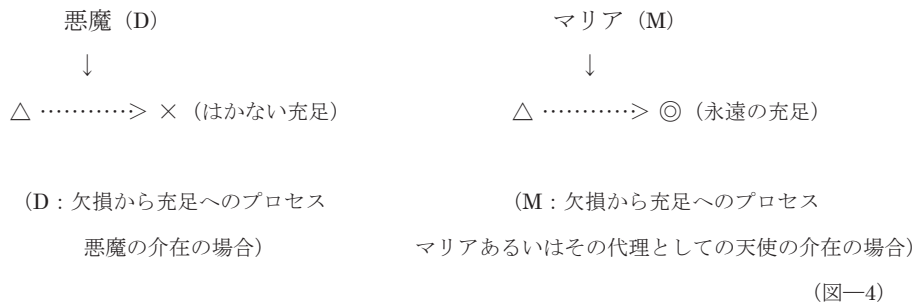 悪魔（D） マリア（M）
↓ ↓
△ ………‥> ×（はかない充足） △ ………‥> ◎（永遠の充足）
（D：欠損から充足へのプロセス （M：欠損から充足へのプロセス
悪魔の介在の場合） マリアあるいはその代理としての天使の介在の場合）
（図―4）